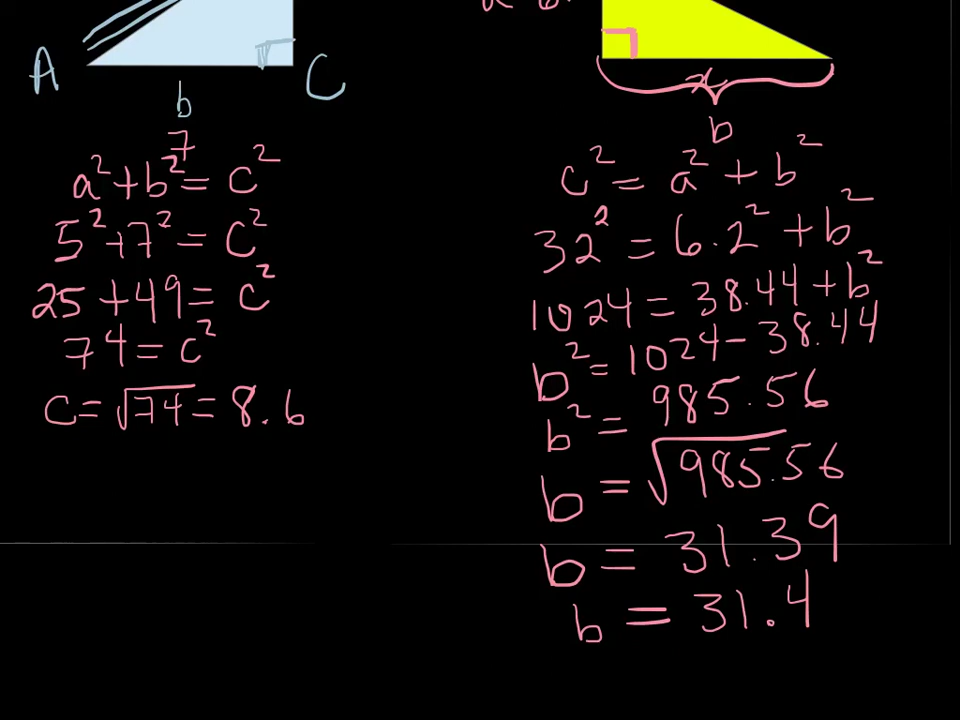 A
C
b
7
a² + b² = c²
5² + 7² = c²
25 + 49 = c²
74 = c²
c = √74 = 8.6
x
b
c² = a² + b²
32² = 6.2² + b²
1024 = 38.44 + b²
b² = 1024 - 38.44
b² = 985.56
b = √985.56
b = 31.39
b = 31.4